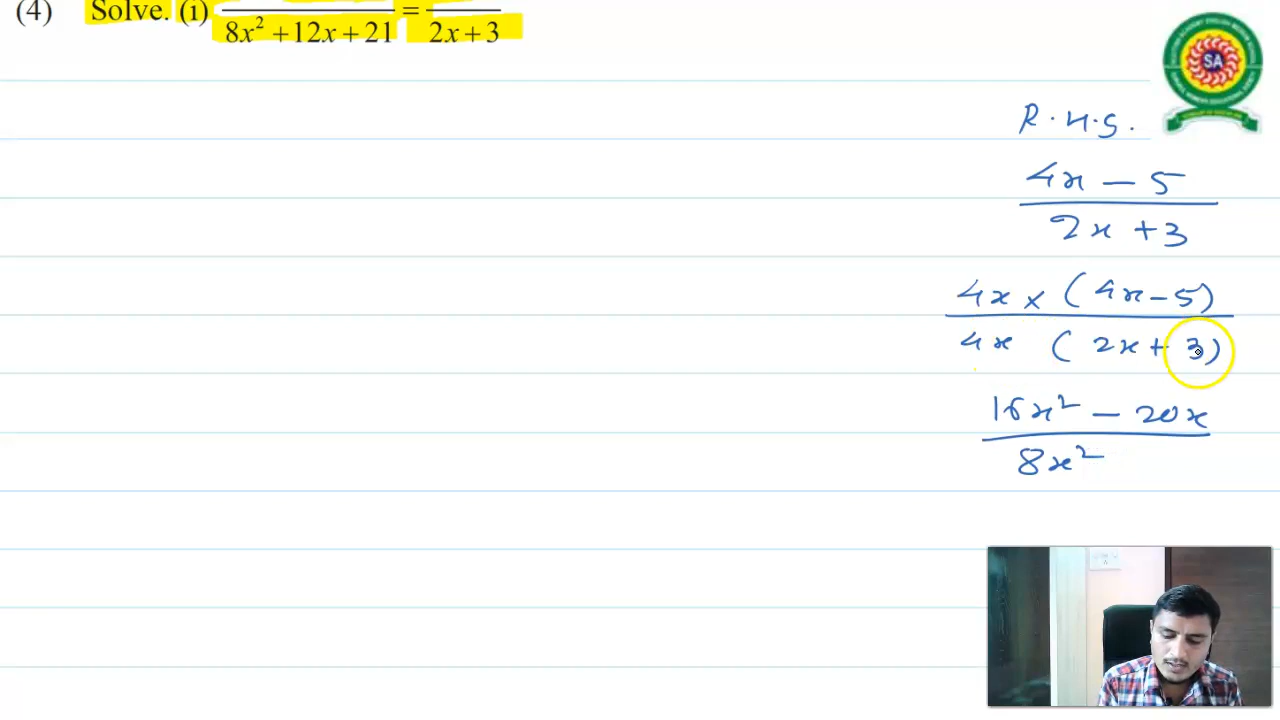 (4) Solve. (i) 8x² +12x + 21 = 2x + 3
SA
R.H.S.
4x - 5
2x + 3
4x × (4x - 5)
4x (2x + 3)
16x² - 20x
8x²